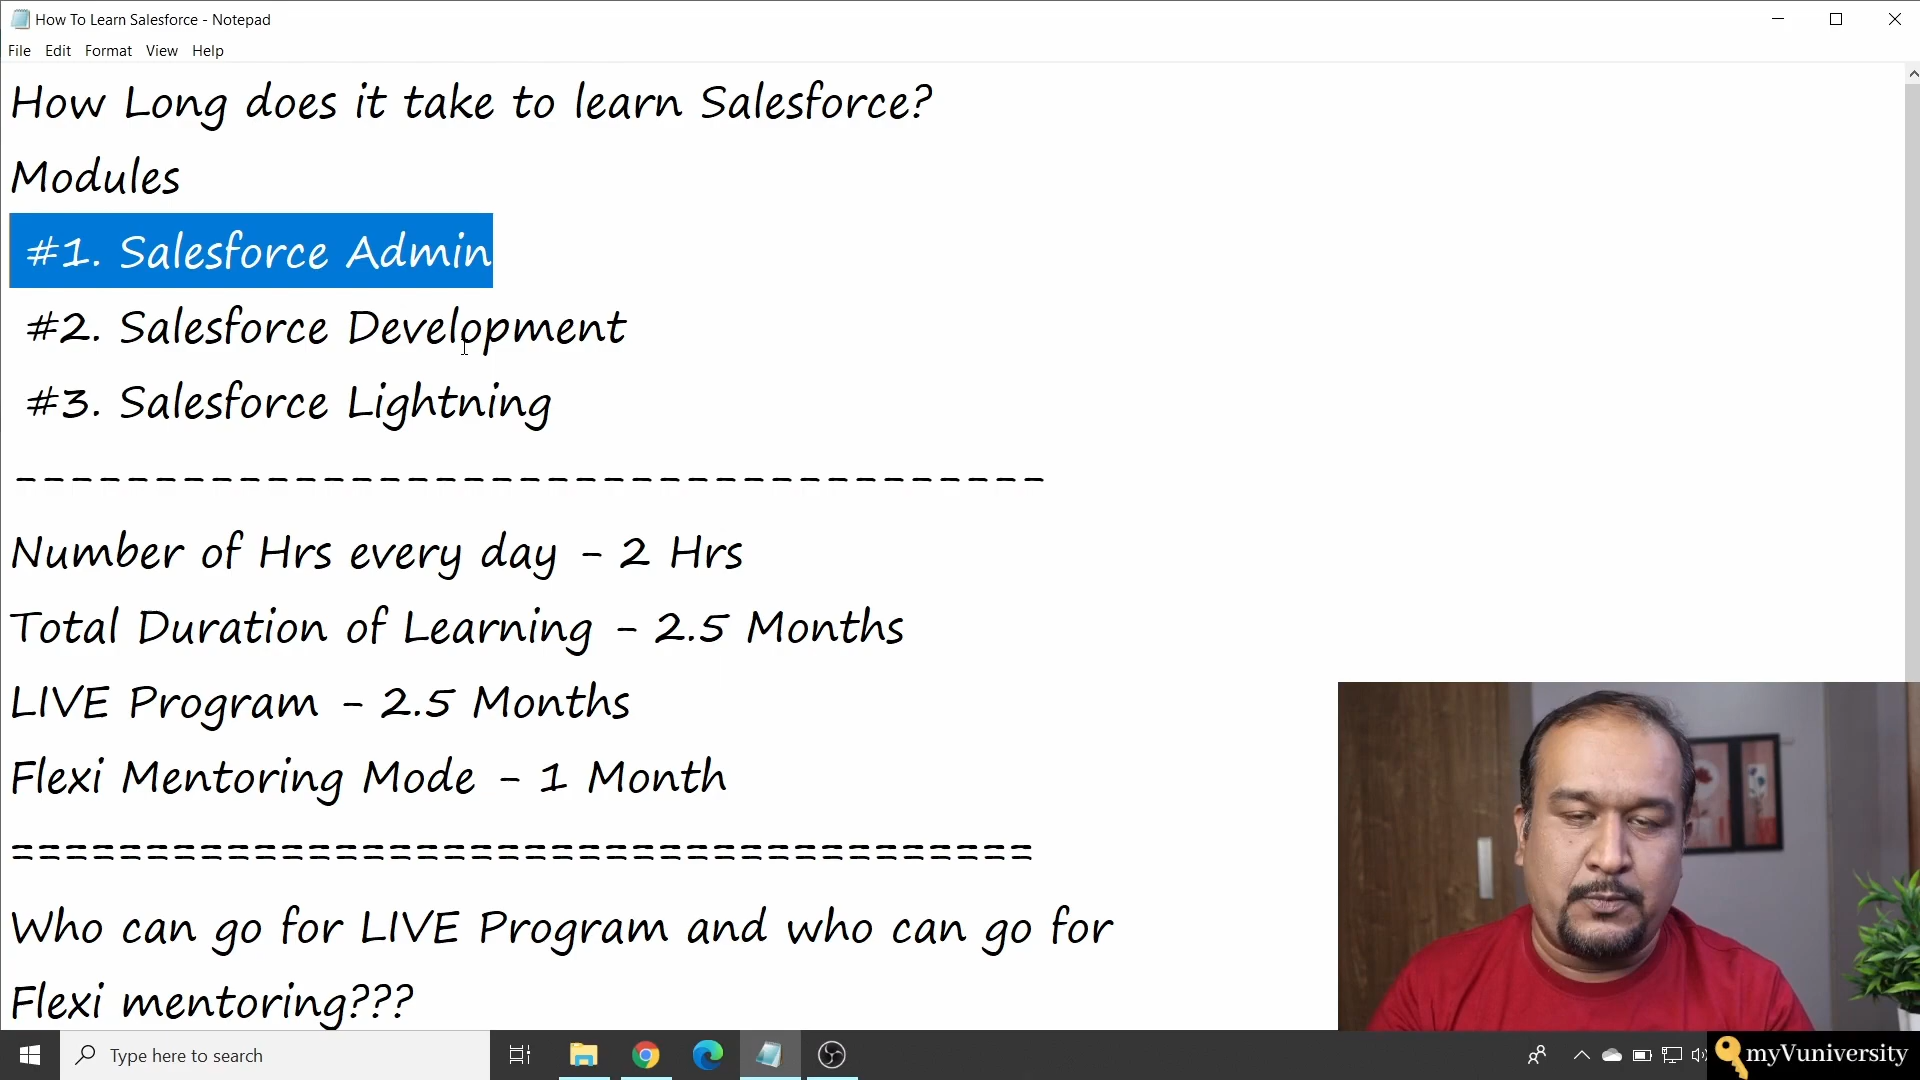 How To Learn Salesforce - Notepad
File Edit Format View Help
How Long does it take to learn Salesforce?
Modules
#1. Salesforce Admin
#2. Salesforce Development
#3. Salesforce Lightning
-------------------------------------
Number of Hrs every day - 2 Hrs
Total Duration of Learning - 2.5 Months
LIVE Program - 2.5 Months
Flexi Mentoring Mode - 1 Month
======================================
Who can go for LIVE Program and who can go for
Flexi mentoring???
Type here to search
myVuniversity